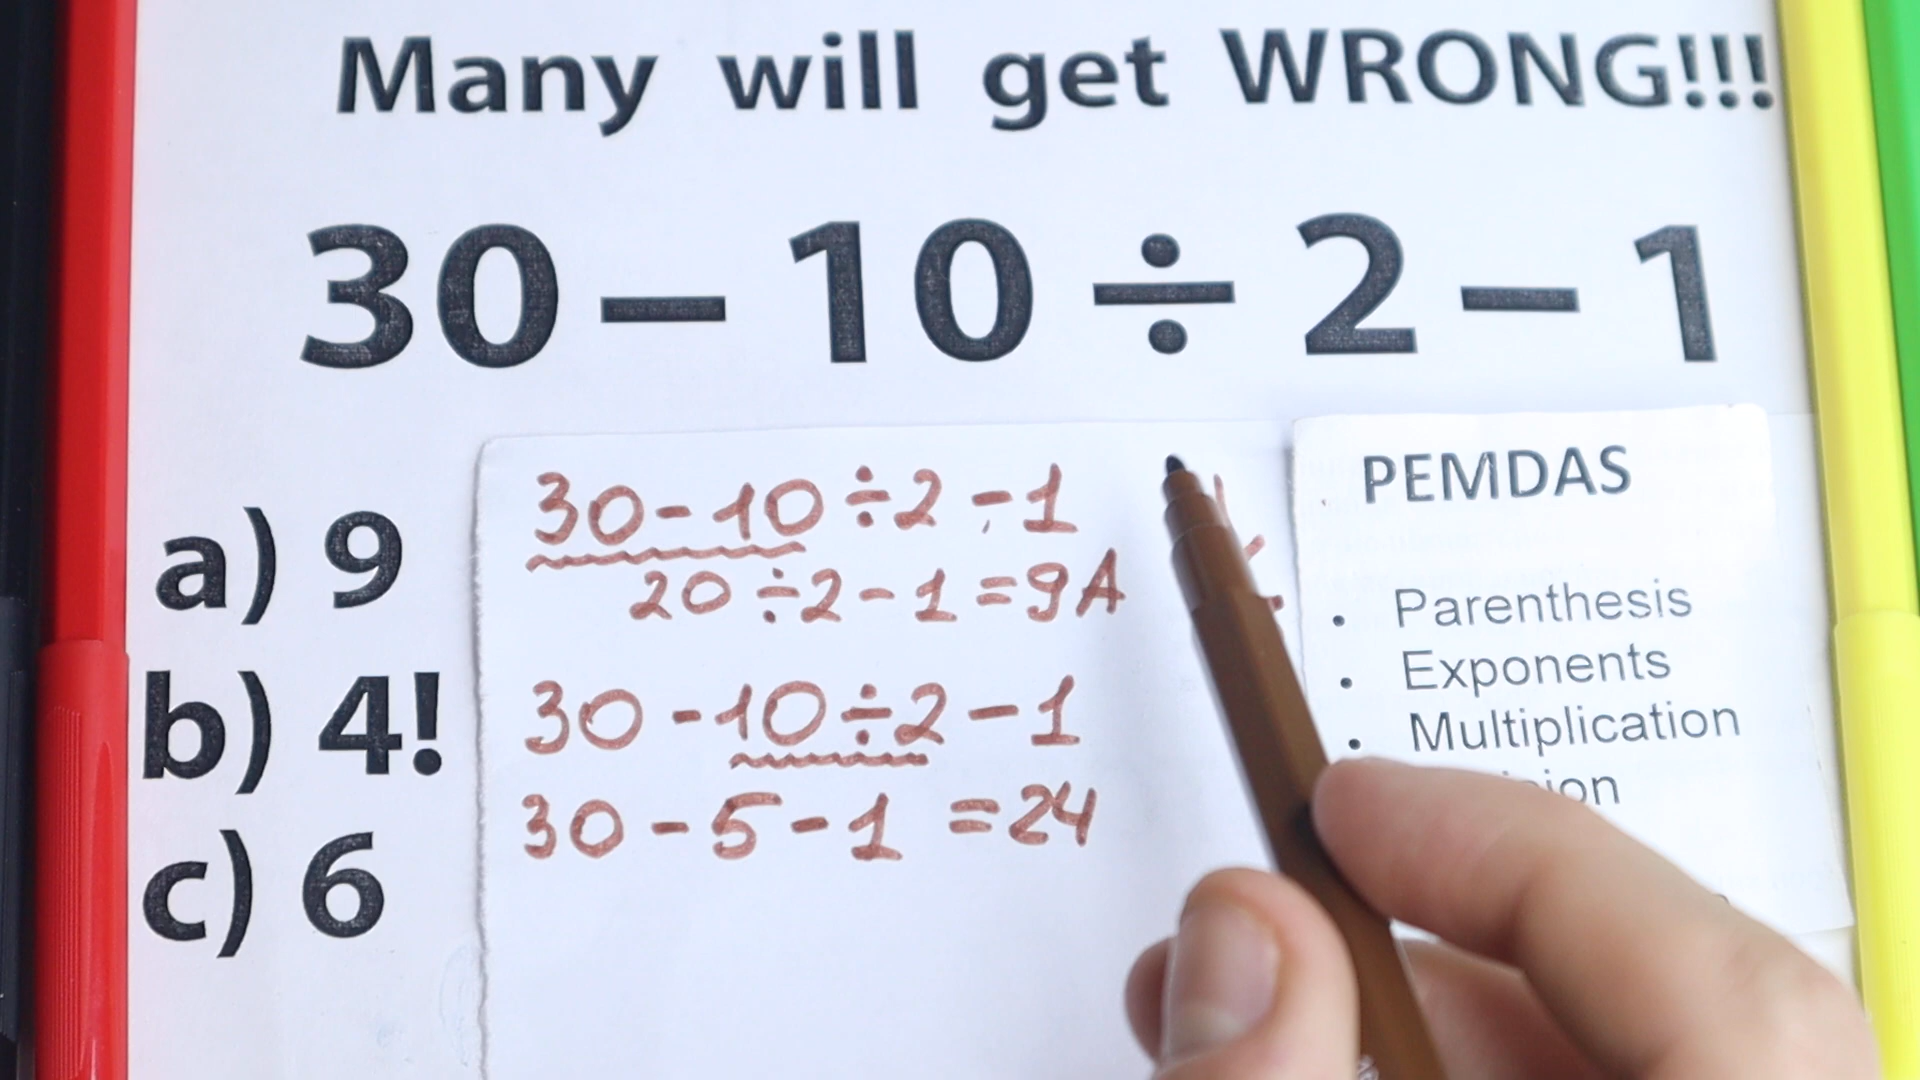 Many will get WRONG!!!
30 – 10 ÷ 2 – 1
a) 9
b) 4!
c) 6
30 - 10 ÷ 2 - 1
20 ÷ 2 - 1 = 9 A
30 - 10 ÷ 2 - 1
30 - 5 - 1 = 24
PEMDAS
• Parenthesis
• Exponents
• Multiplication